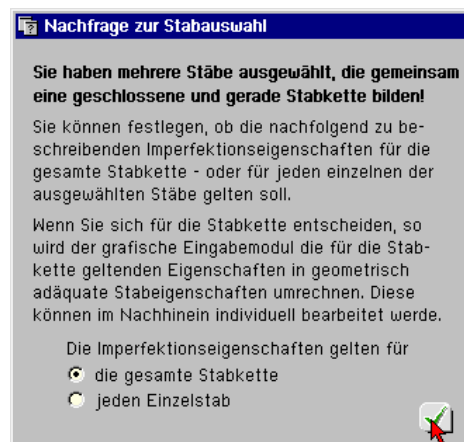 Nachfrage zur Stabauswahl
Sie haben mehrere Stäbe ausgewählt, die gemeinsam
eine geschlossene und gerade Stabkette bilden!
Sie können festlegen, ob die nachfolgend zu be-
schreibenden Imperfektionseigenschaften für die
gesamte Stabkette - oder für jeden einzelnen der
ausgewählten Stäbe gelten soll.
Wenn Sie sich für die Stabkette entscheiden, so
wird der grafische Eingabemodul die für die Stab-
kette geltenden Eigenschaften in geometrisch
adäquate Stabeigenschaften umrechnen. Diese
können im Nachhinein individuell bearbeitet werde.
Die Imperfektionseigenschaften gelten für
die gesamte Stabkette
jeden Einzelstab